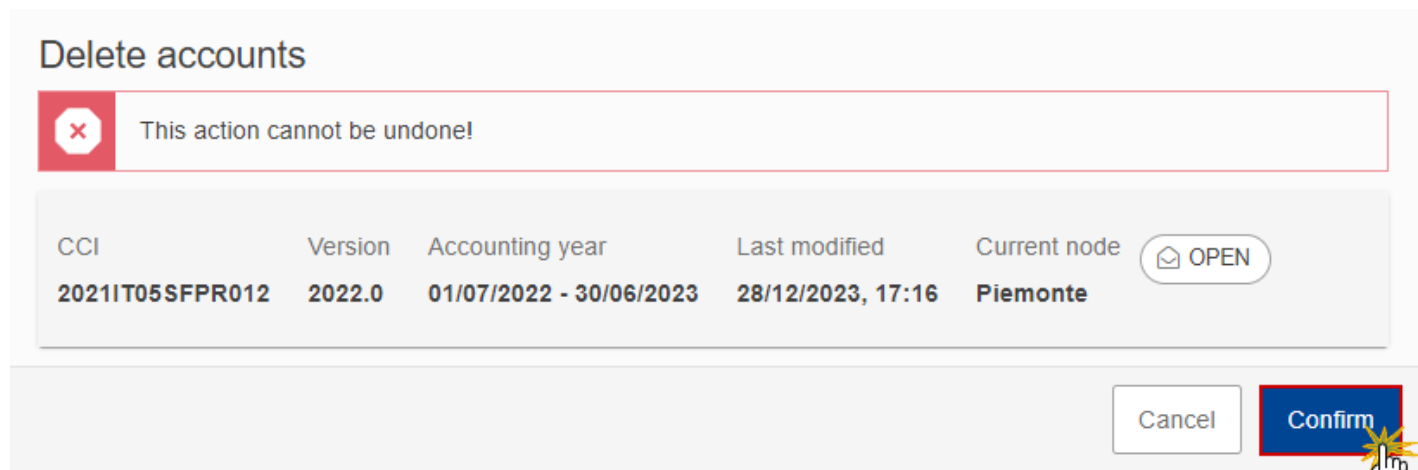 Delete accounts
This action cannot be undone!
CCI Version Accounting year Last modified Current node OPEN
2021IT05SFPR012 2022.0 01/07/2022 - 30/06/2023 28/12/2023, 17:16 Piemonte
Cancel Confirm